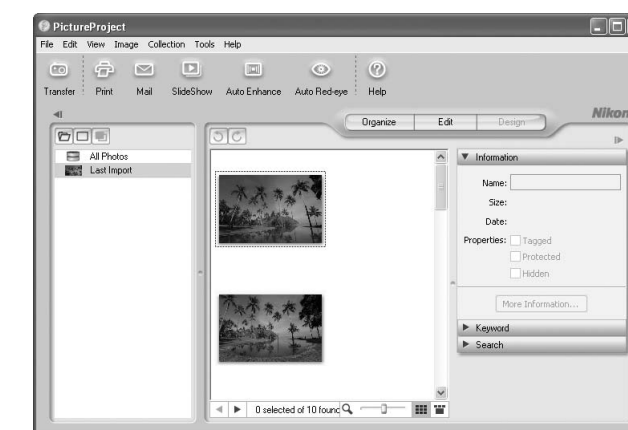 PictureProject
File Edit View Image Collection Tools Help
Transfer Print Mail SlideShow Auto Enhance Auto Red-eye Help
Organize Edit Design
Nikon
All Photos
Last Import
Information
Name:
Size:
Date:
Properties: Tagged
Protected
Hidden
More Information...
Keyword
Search
0 selected of 10 found